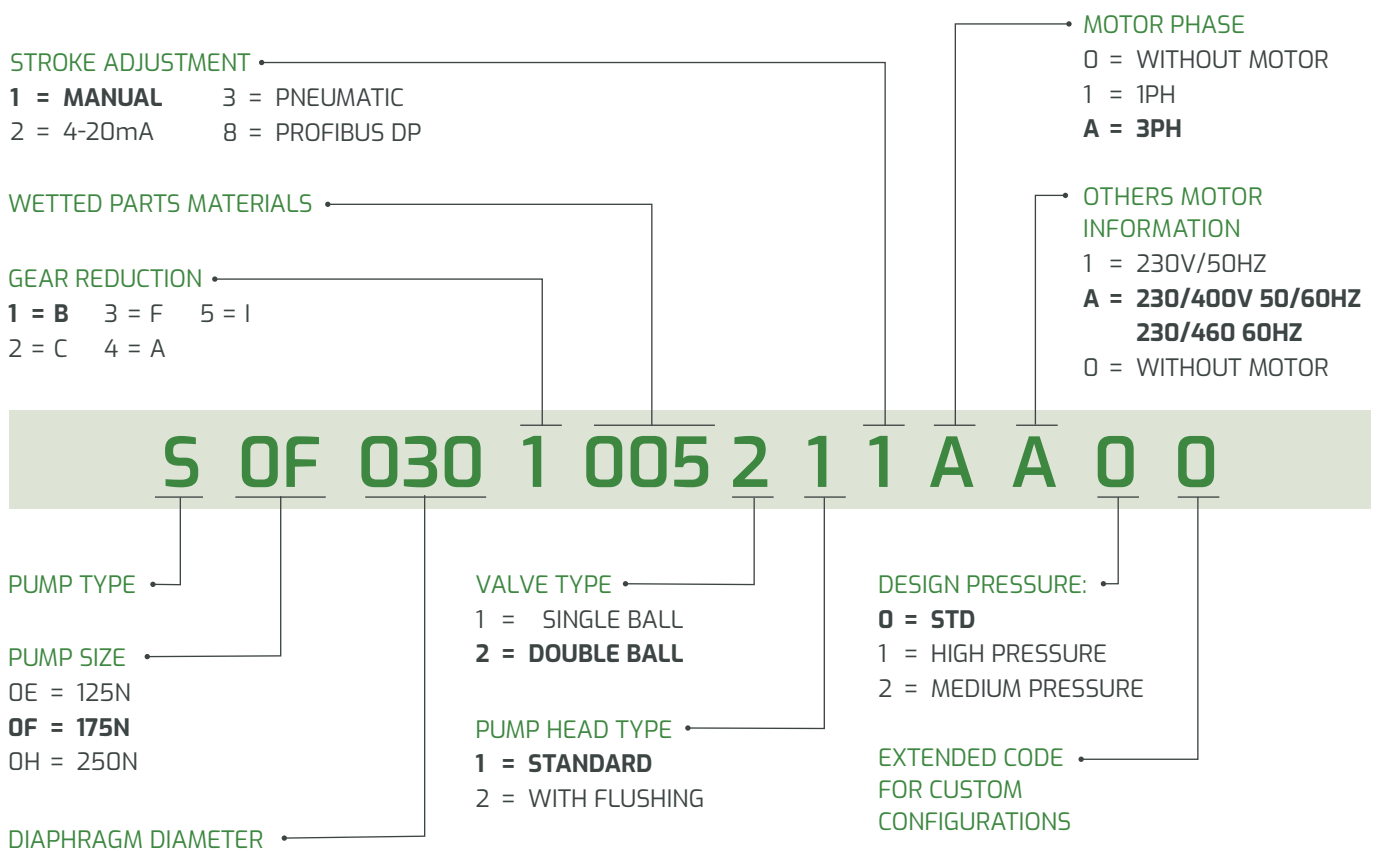 STROKE ADJUSTMENT
1 = MANUAL 3 = PNEUMATIC
2 = 4-20mA 8 = PROFIBUS DP
WETTED PARTS MATERIALS
GEAR REDUCTION
1 = B 3 = F 5 = I
2 = C 4 = A
MOTOR PHASE
0 = WITHOUT MOTOR
1 = 1PH
A = 3PH
OTHERS MOTOR
INFORMATION
1 = 230V/50HZ
A = 230/400V 50/60HZ
230/460 60HZ
0 = WITHOUT MOTOR
S 0F 030 1 005 2 1 1 A A 0 0
PUMP TYPE
PUMP SIZE
0E = 125N
0F = 175N
0H = 250N
DIAPHRAGM DIAMETER
VALVE TYPE
1 = SINGLE BALL
2 = DOUBLE BALL
PUMP HEAD TYPE
1 = STANDARD
2 = WITH FLUSHING
DESIGN PRESSURE:
0 = STD
1 = HIGH PRESSURE
2 = MEDIUM PRESSURE
EXTENDED CODE
FOR CUSTOM
CONFIGURATIONS